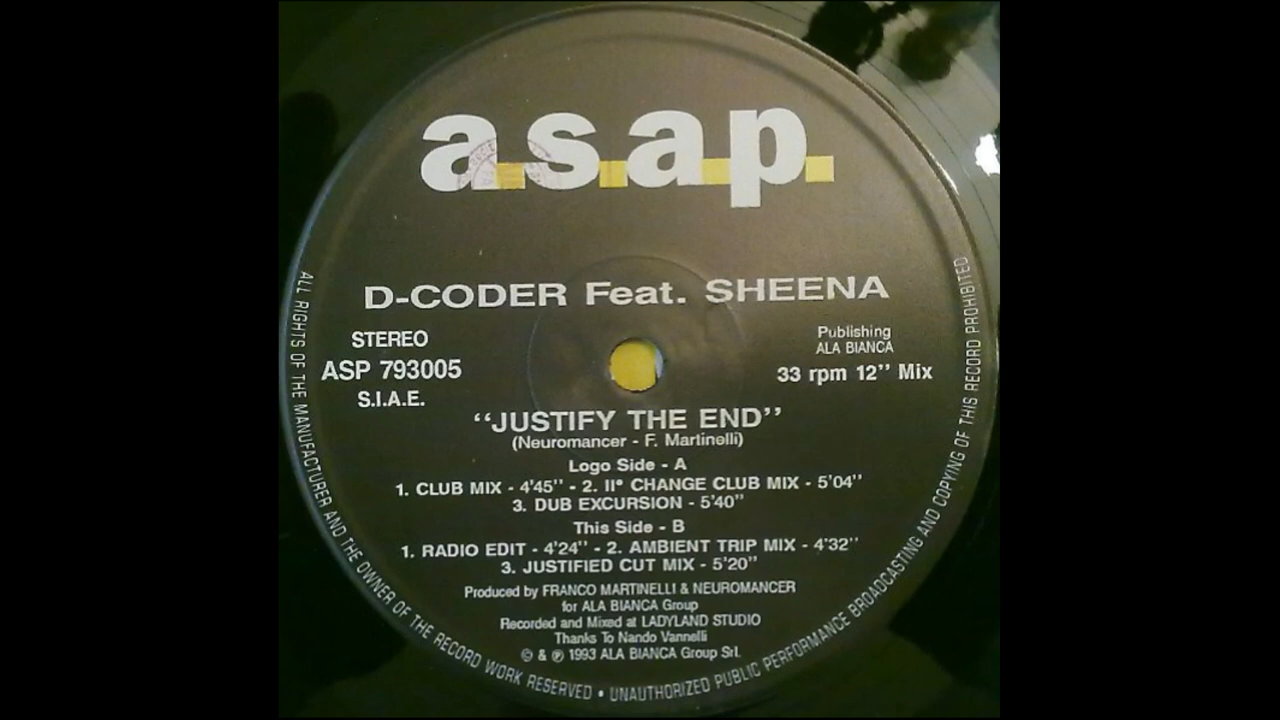 a.s.a.p.
D-CODER Feat. SHEENA
STEREO
ASP 793005
S.I.A.E.
Publishing
ALA BIANCA
33 rpm 12'' Mix
“JUSTIFY THE END”
(Neuromancer - F. Martinelli)
Logo Side - A
1. CLUB MIX - 4'45'' - 2. II° CHANGE CLUB MIX - 5'04''
3. DUB EXCURSION - 5'40''
This Side - B
1. RADIO EDIT - 4'24'' - 2. AMBIENT TRIP MIX - 4'32''
3. JUSTIFIED CUT MIX - 5'20''
Produced by FRANCO MARTINELLI & NEUROMANCER
for ALA BIANCA Group
Recorded and Mixed at LADYLAND STUDIO
Thanks To Nando Vannelli
© & ℗ 1993 ALA BIANCA Group Srl.
ALL RIGHTS OF THE MANUFACTURER AND THE OWNER OF THE RECORD WORK RESERVED • UNAUTHORIZED PUBLIC PERFORMANCE BROADCASTING AND COPYING OF THIS RECORD PROHIBITED